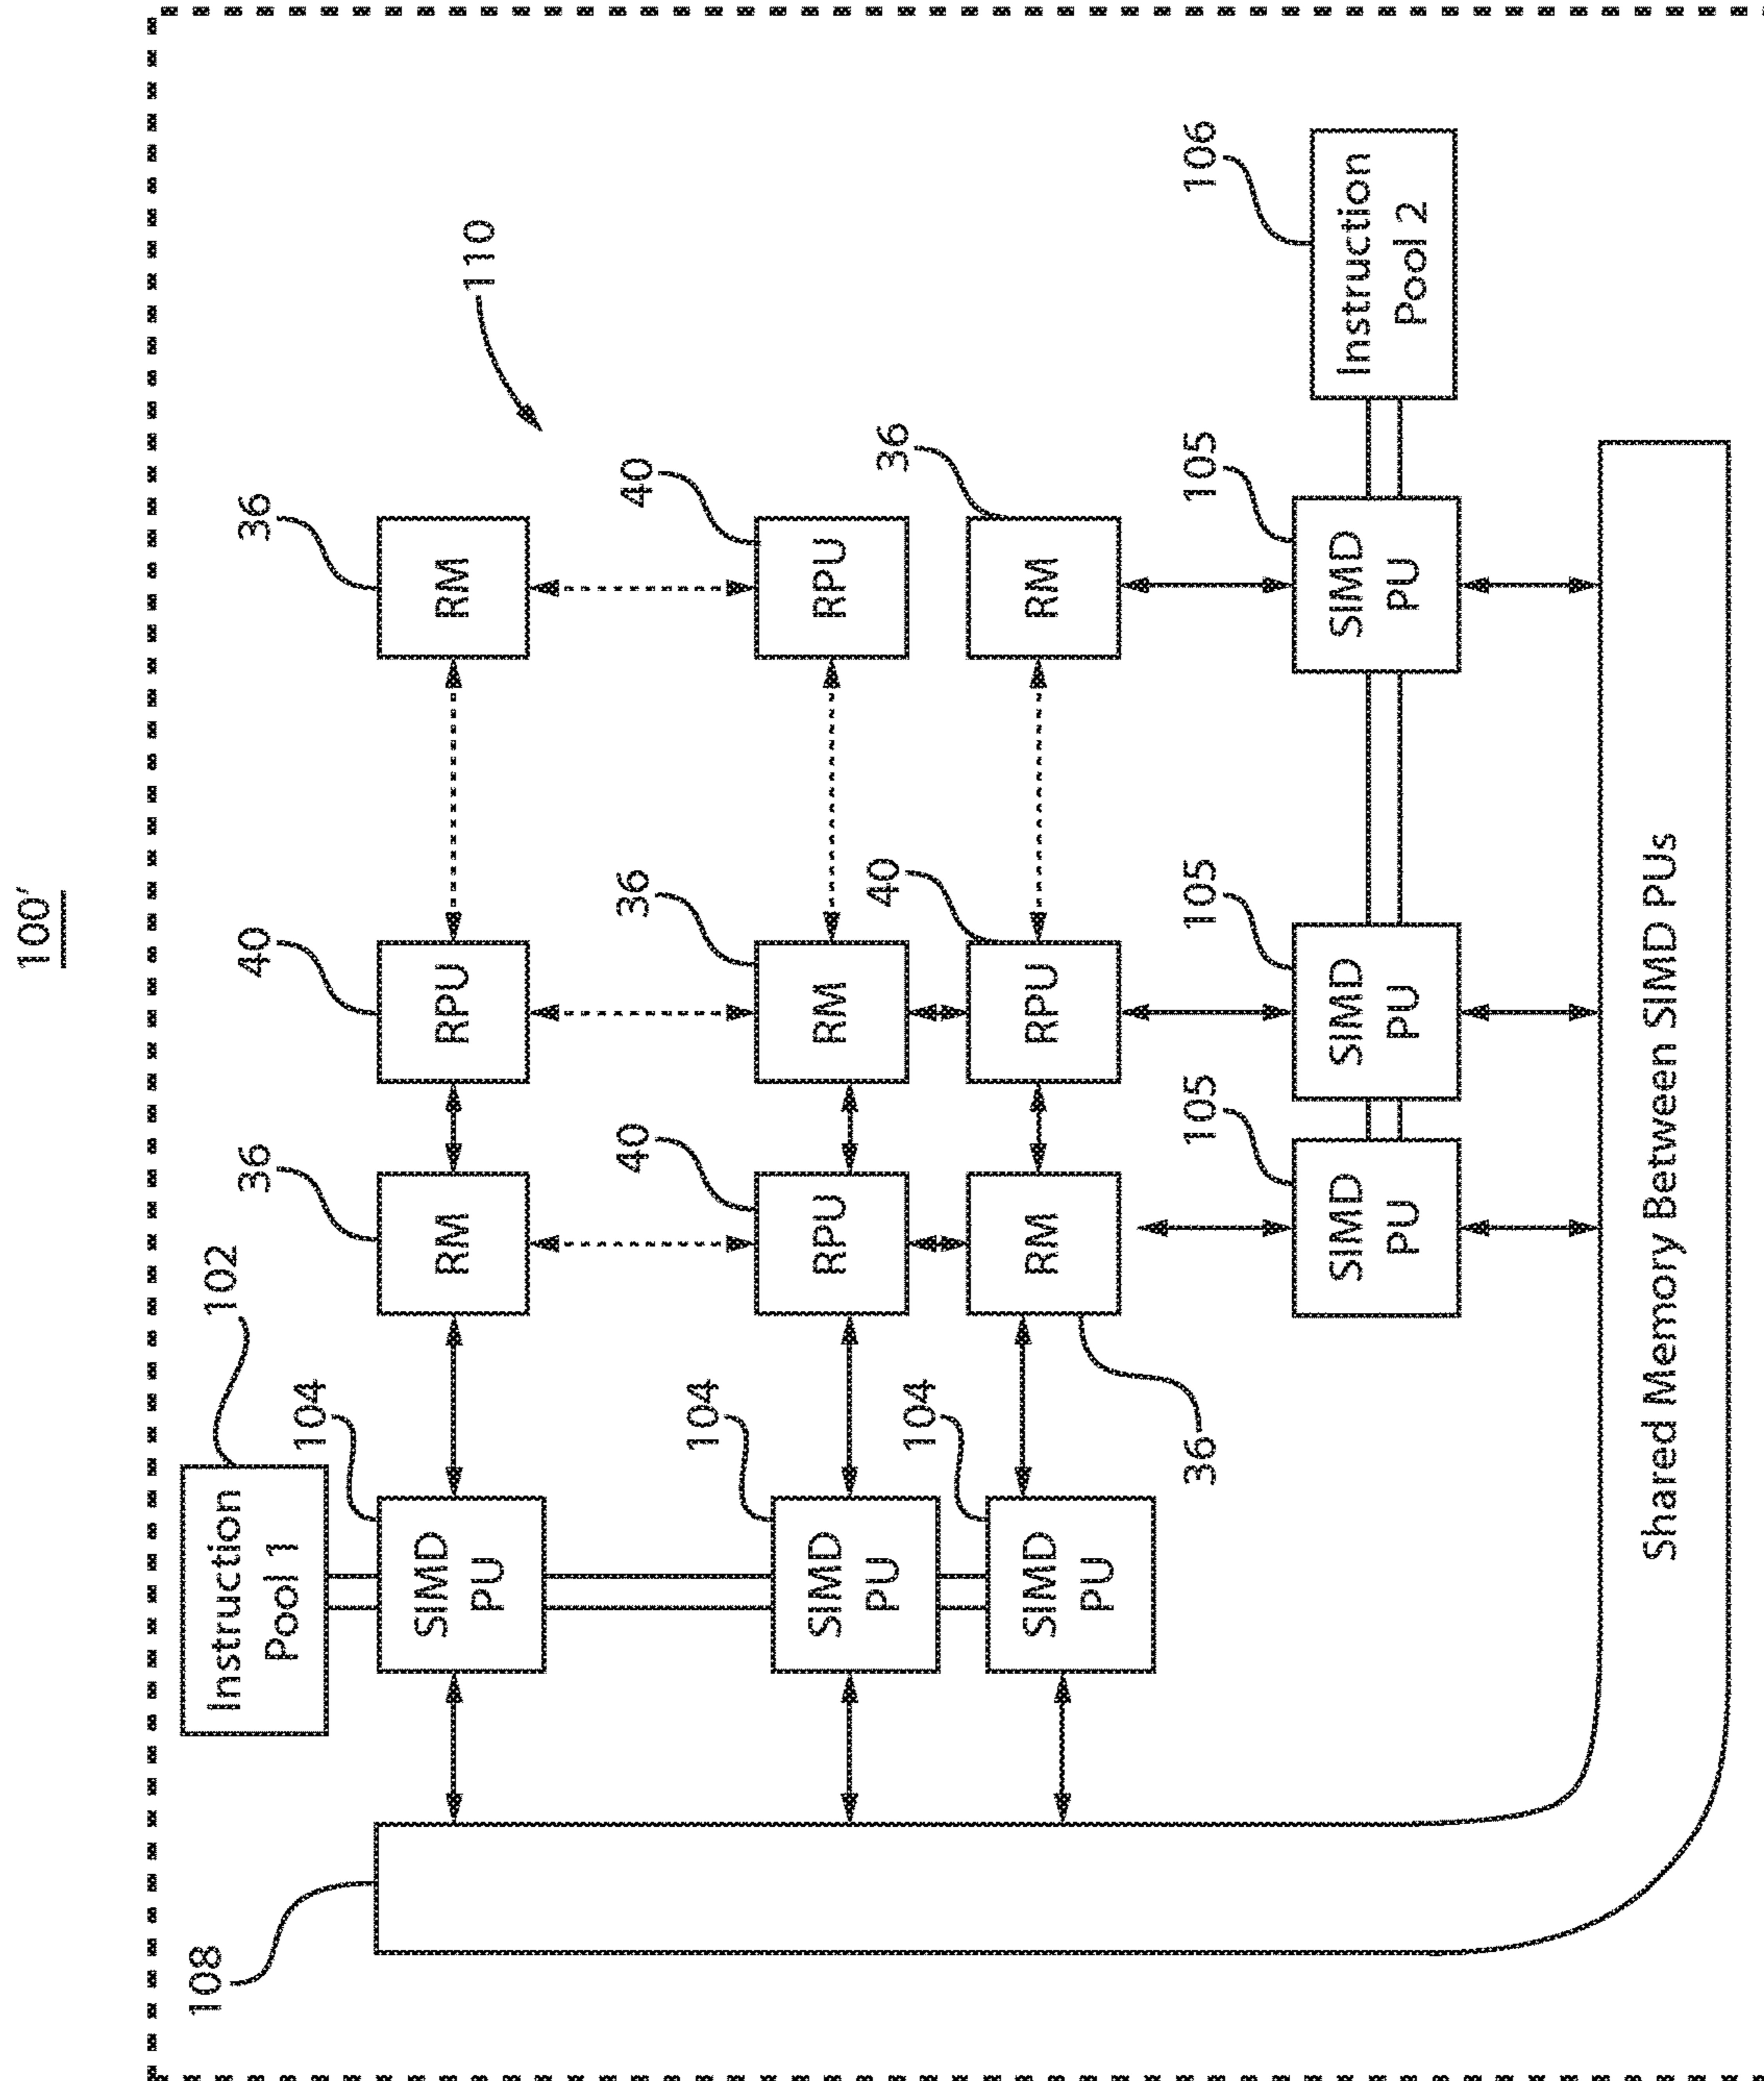 100'
108
Instruction
Pool 1
102
36
40
36
104
SIMD
PU
RM
RPU
RM
110
40
36
40
104
SIMD
PU
RPU
RM
RPU
40
36
104
SIMD
PU
RM
RPU
RM
36
105
105
105
106
SIMD
PU
SIMD
PU
SIMD
PU
Instruction
Pool 2
Shared Memory Between SIMD PUs